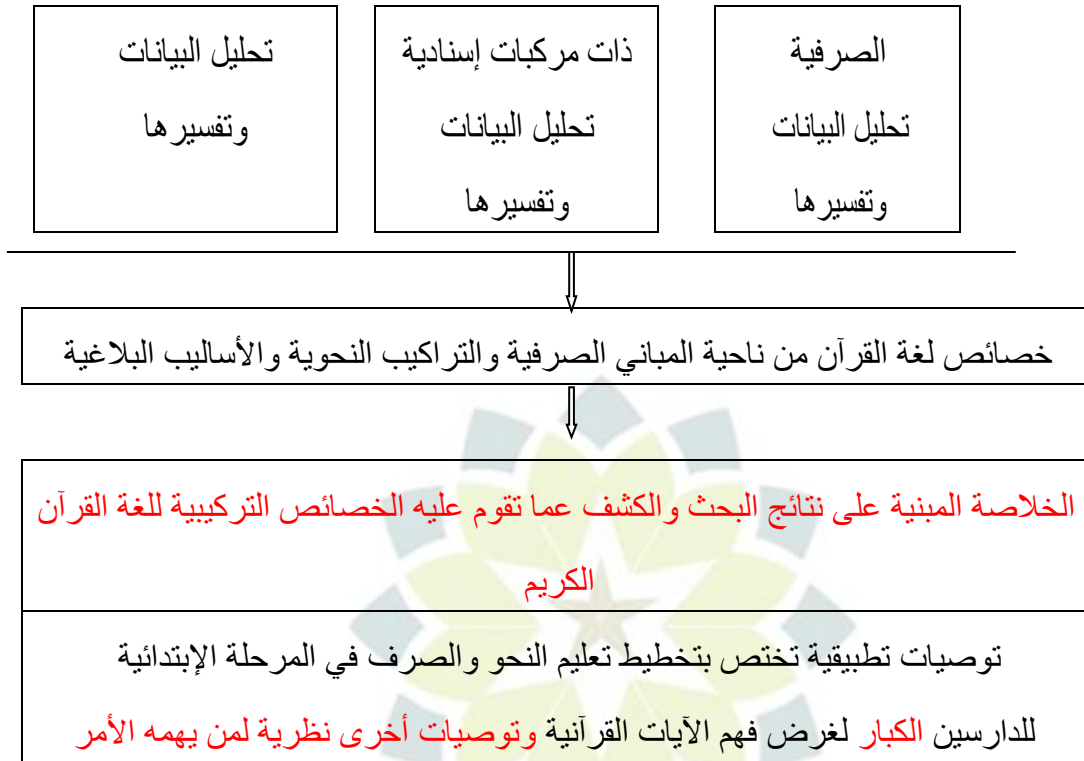 الصرفية
تحليل البيانات
وتفسيرها
ذات مركبات إسنادية
تحليل البيانات
وتفسيرها
تحليل البيانات
وتفسيرها
خصائص لغة القرآن من ناحية المباني الصرفية والتراكيب النحوية والأساليب البلاغية
الخلاصة المبنية على نتائج البحث والكشف عما تقوم عليه الخصائص التركيبية للغة القرآن
الكريم
توصيات تطبيقية تختص بتخطيط تعليم النحو والصرف في المرحلة الإبتدائية
للدارسين الكبار لغرض فهم الآيات القرآنية وتوصيات أخرى نظرية لمن يهمه الأمر